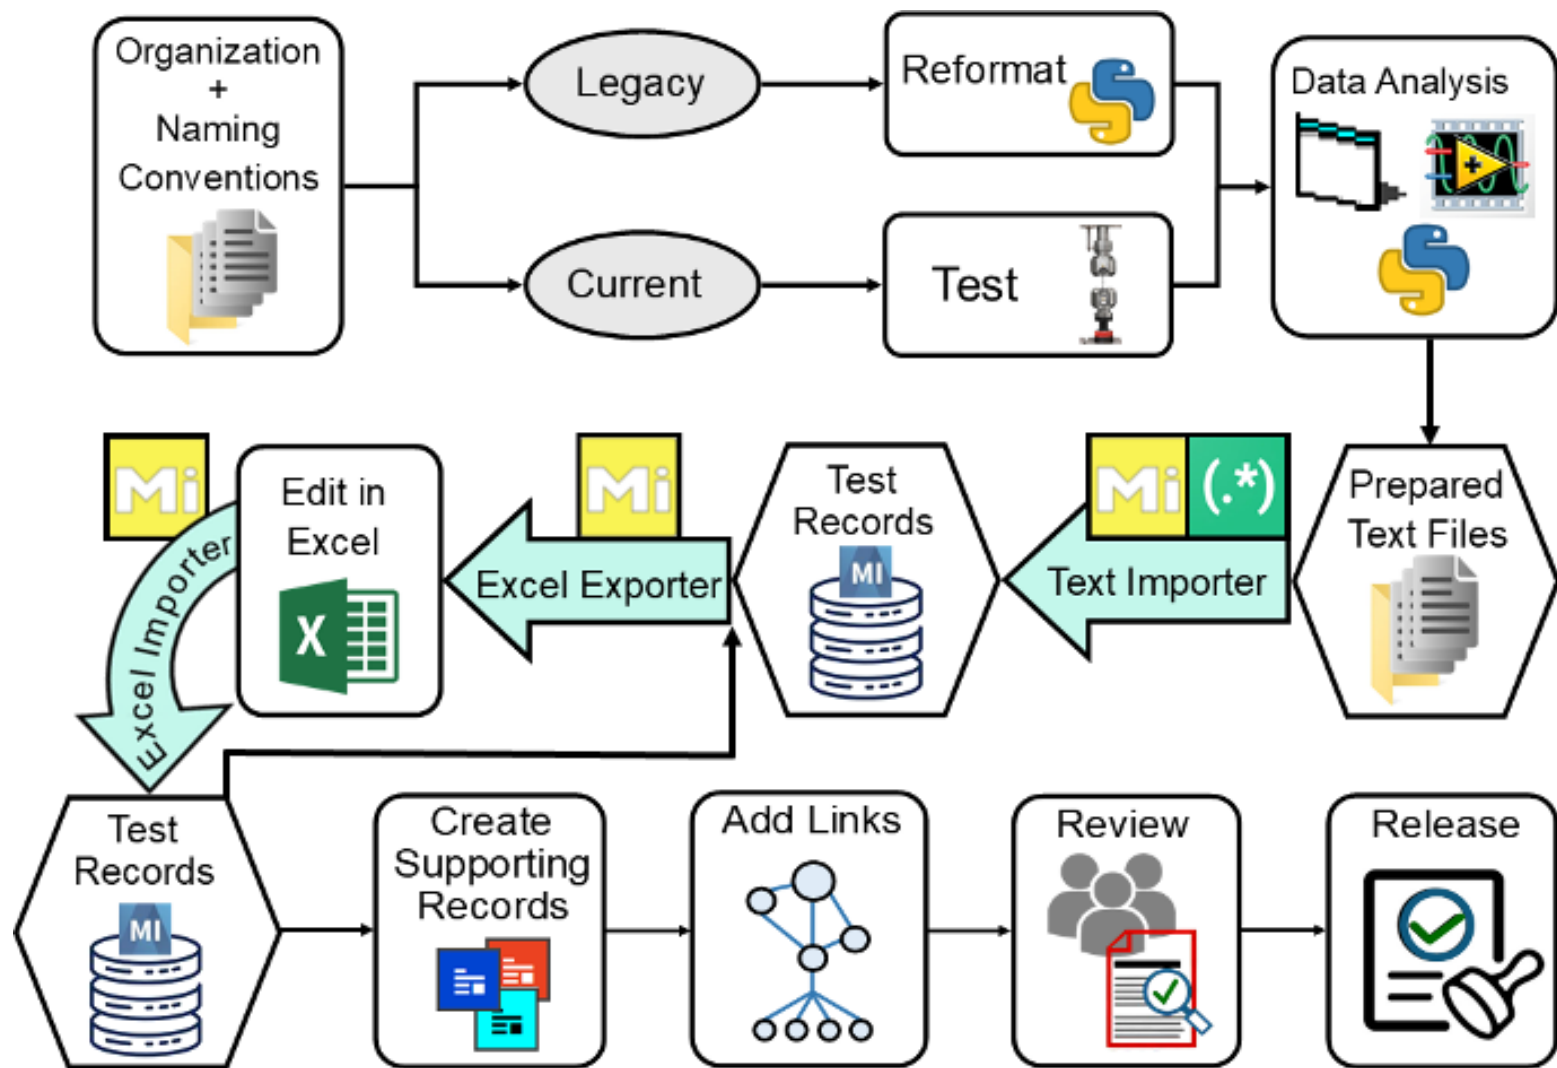 Organization
+
Naming
Conventions
Legacy
Current
Reformat
Test
Data Analysis
+
Prepared
Text Files
Mi
(.*)
Text Importer
Test
Records
MI
Mi
Excel Exporter
Edit in
Excel
X
Mi
Excel Importer
Test
Records
MI
Create
Supporting
Records
Add Links
Review
Release